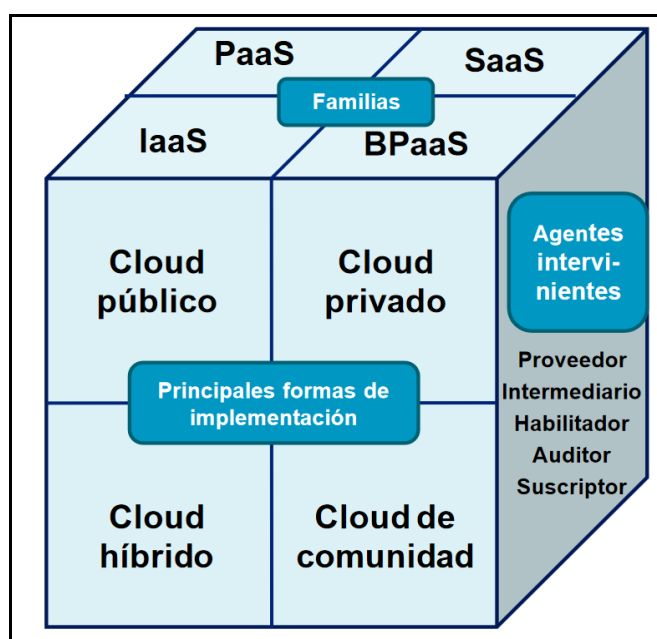 PaaS
SaaS
Familias
IaaS
BPaaS
Cloud
público
Cloud
privado
Agentes
intervi-
nientes
Principales formas de
implementación
Proveedor
Intermediario
Habilitador
Auditor
Suscriptor
Cloud
híbrido
Cloud de
comunidad